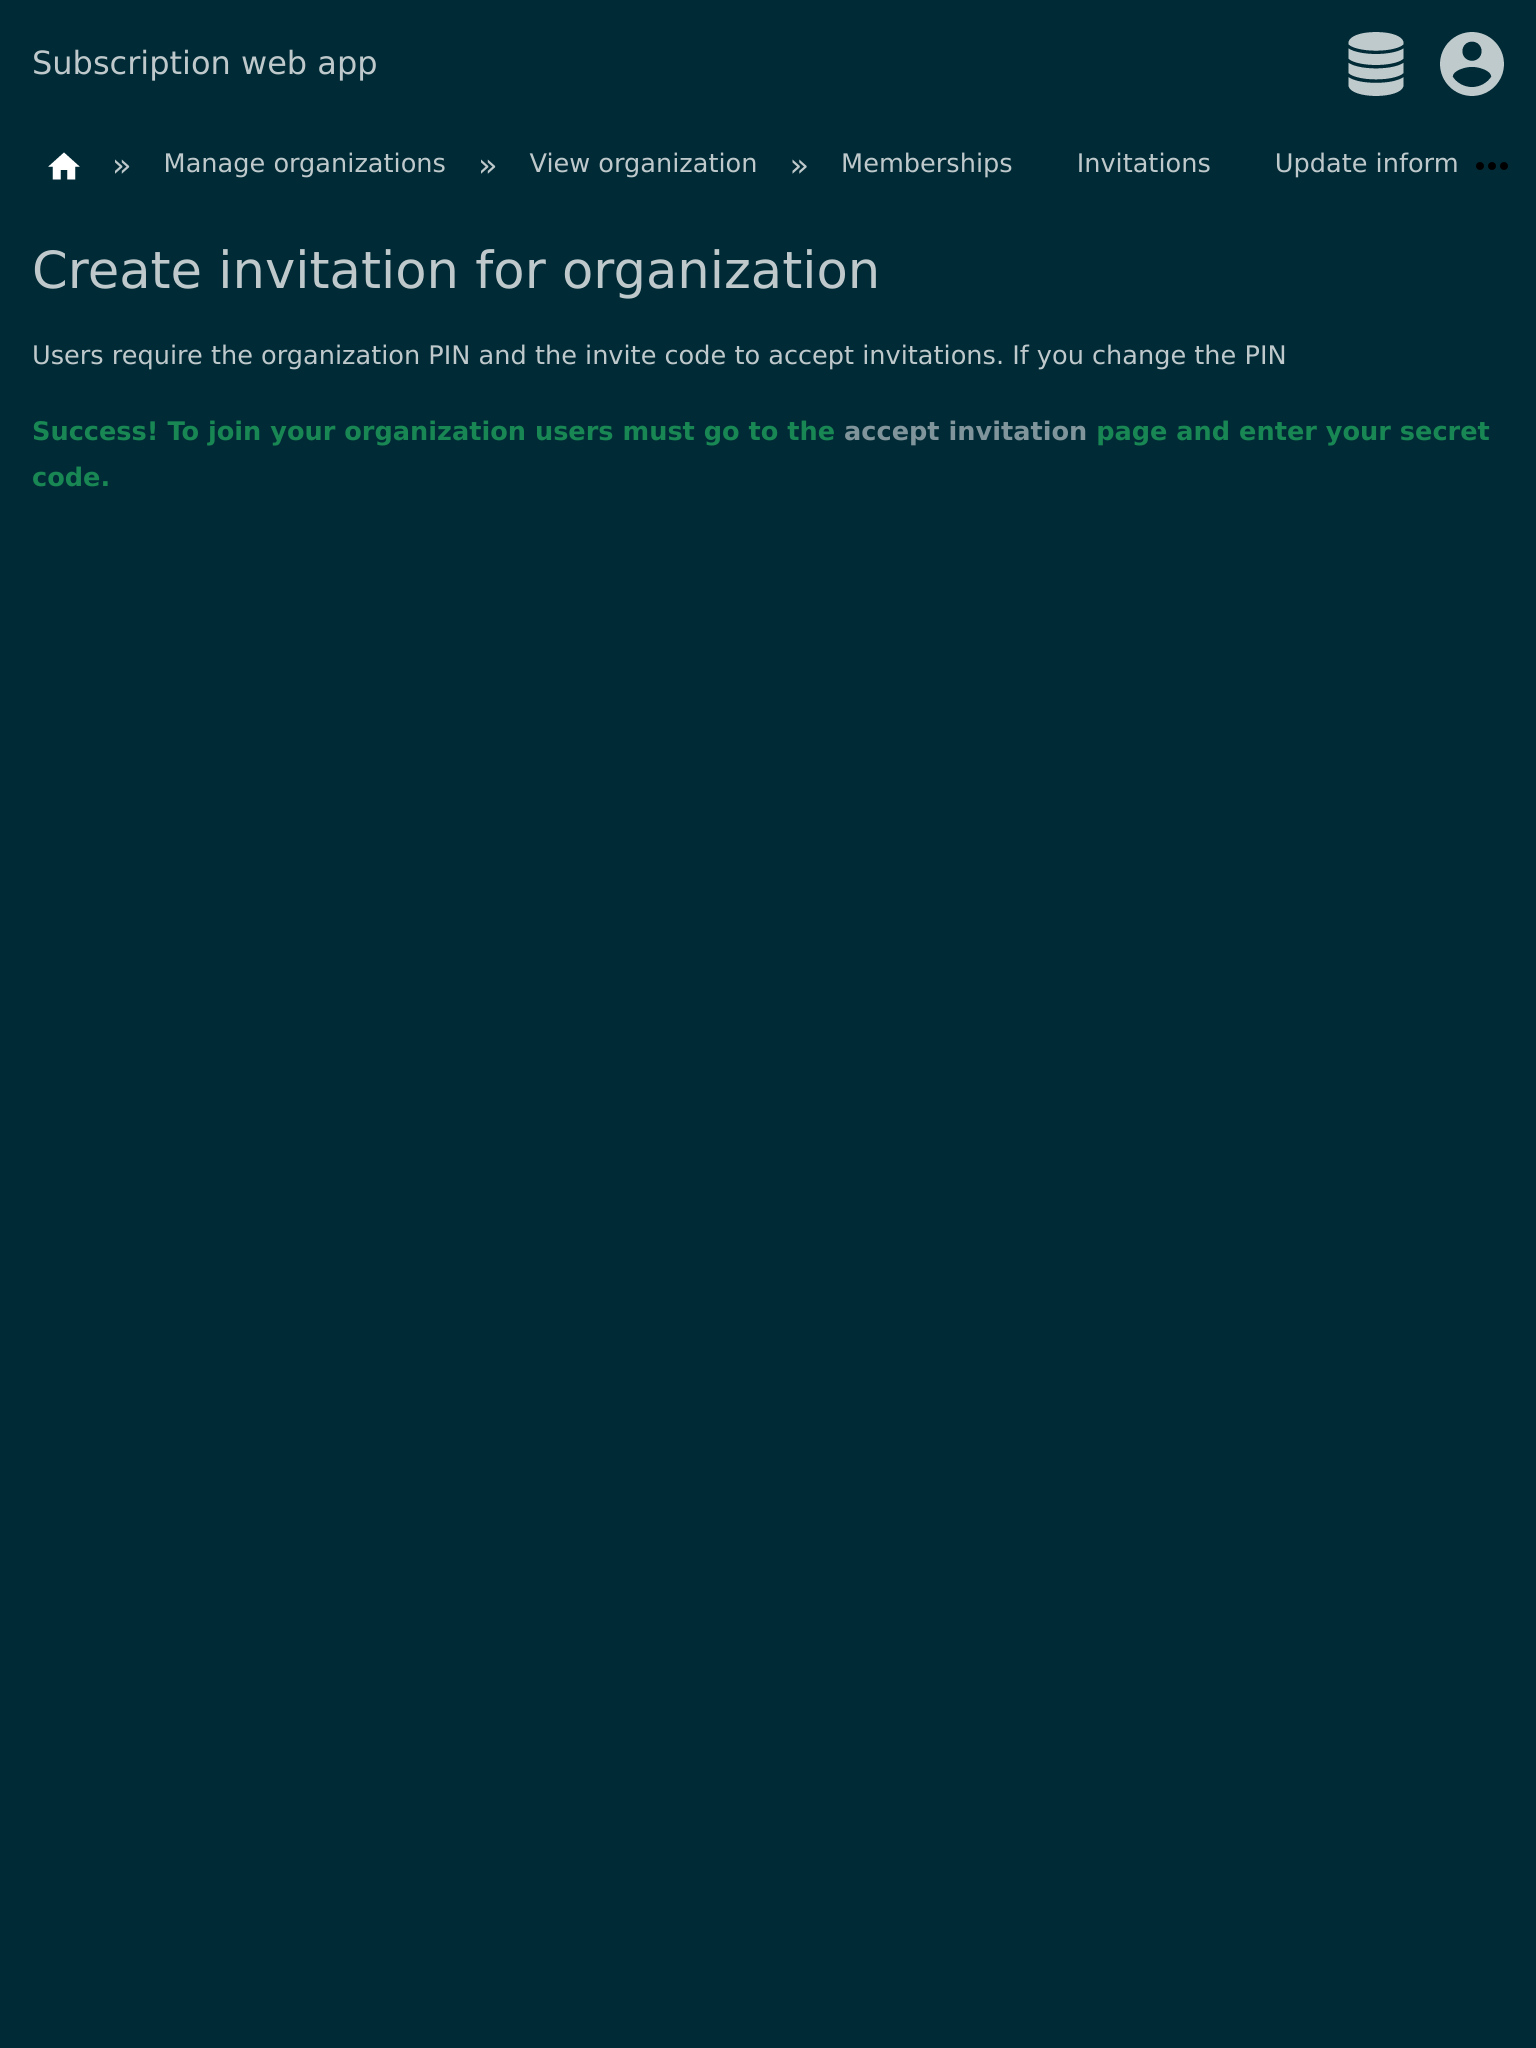 Subscription web app
» Manage organizations » View organization » Memberships Invitations Update inform
Create invitation for organization
Users require the organization PIN and the invite code to accept invitations. If you change the PIN
Success! To join your organization users must go to the accept invitation page and enter your secret
code.